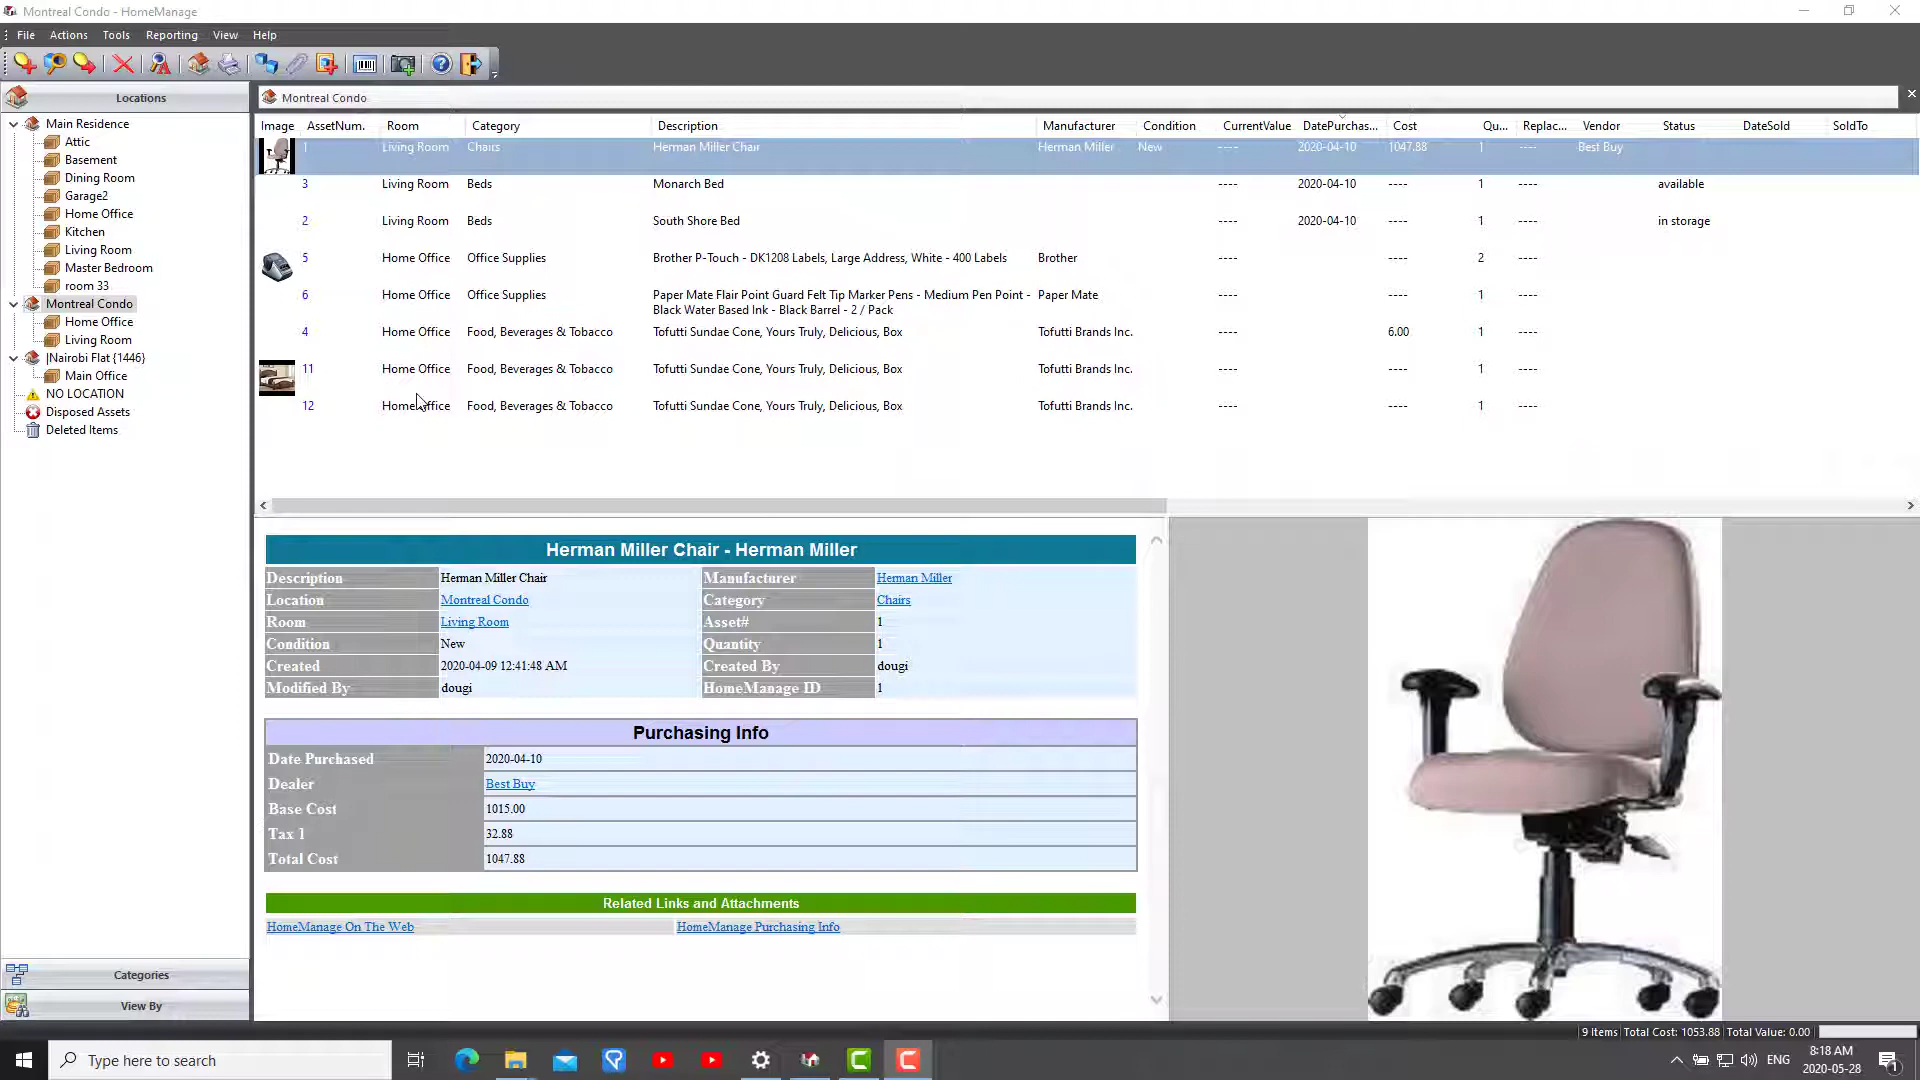 Montreal Condo - HomeManage
File Actions Tools Reporting View Help
Locations
Montreal Condo
Main Residence
Attic
Basement
Dining Room
Garage2
Home Office
Kitchen
Living Room
Master Bedroom
room 33
Montreal Condo
Home Office
Living Room
|Nairobi Flat {1446}
Main Office
NO LOCATION
Disposed Assets
Deleted Items
Categories
View By
Image AssetNum. Room Category Description Manufacturer Condition CurrentValue DatePurchas... Cost Qu... Replac... Vendor Status DateSold SoldTo
1 Living Room Chairs Herman Miller Chair Herman Miller New ---- 2020-04-10 1047.88 1 ---- Best Buy
3 Living Room Beds Monarch Bed ---- 2020-04-10 ---- 1 ---- available
2 Living Room Beds South Shore Bed ---- 2020-04-10 ---- 1 ---- in storage
5 Home Office Office Supplies Brother P-Touch - DK1208 Labels, Large Address, White - 400 Labels Brother ---- ---- 2 ----
6 Home Office Office Supplies Paper Mate Flair Point Guard Felt Tip Marker Pens - Medium Pen Point - Paper Mate ---- ---- 1 ----
Black Water Based Ink - Black Barrel - 2 / Pack
4 Home Office Food, Beverages & Tobacco Tofutti Sundae Cone, Yours Truly, Delicious, Box Tofutti Brands Inc. ---- 6.00 1 ----
11 Home Office Food, Beverages & Tobacco Tofutti Sundae Cone, Yours Truly, Delicious, Box Tofutti Brands Inc. ---- ---- 1 ----
12 Home Office Food, Beverages & Tobacco Tofutti Sundae Cone, Yours Truly, Delicious, Box Tofutti Brands Inc. ---- ---- 1 ----
Herman Miller Chair - Herman Miller
Description Herman Miller Chair Manufacturer Herman Miller
Location Montreal Condo Category Chairs
Room Living Room Asset# 1
Condition New Quantity 1
Created 2020-04-09 12:41:48 AM Created By dougi
Modified By dougi HomeManage ID 1
Purchasing Info
Date Purchased 2020-04-10
Dealer Best Buy
Base Cost 1015.00
Tax 1 32.88
Total Cost 1047.88
Related Links and Attachments
HomeManage On The Web HomeManage Purchasing Info
9 items Total Cost: 1053.88 Total Value: 0.00
Type here to search
ENG
8:18 AM
2020-05-28
1